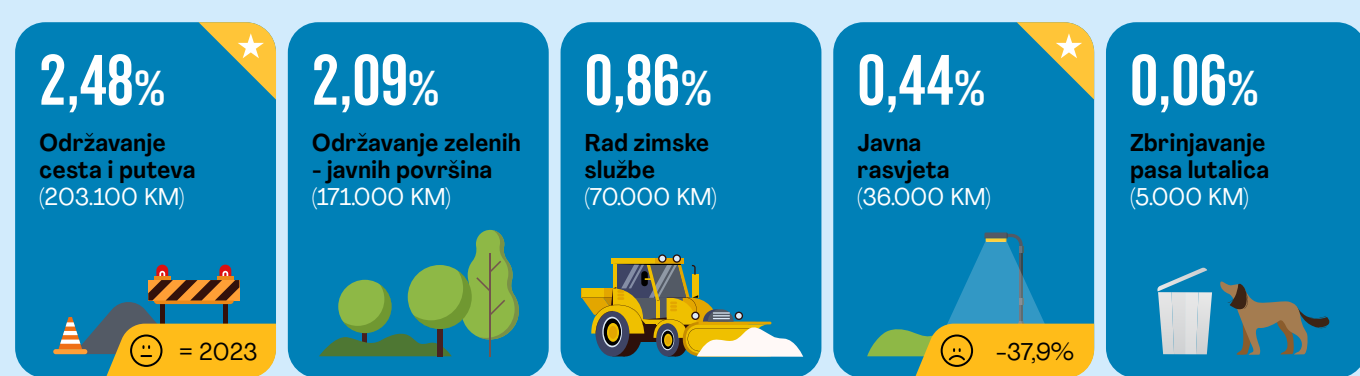 2,48%
Održavanje
cesta i puteva
(203.100 KM)
= 2023
2,09%
Održavanje zelenih
- javnih površina
(171.000 KM)
0,86%
Rad zimske
službe
(70.000 KM)
0,44%
Javna
rasvjeta
(36.000 KM)
-37,9%
0,06%
Zbrinjavanje
pasa lutalica
(5.000 KM)